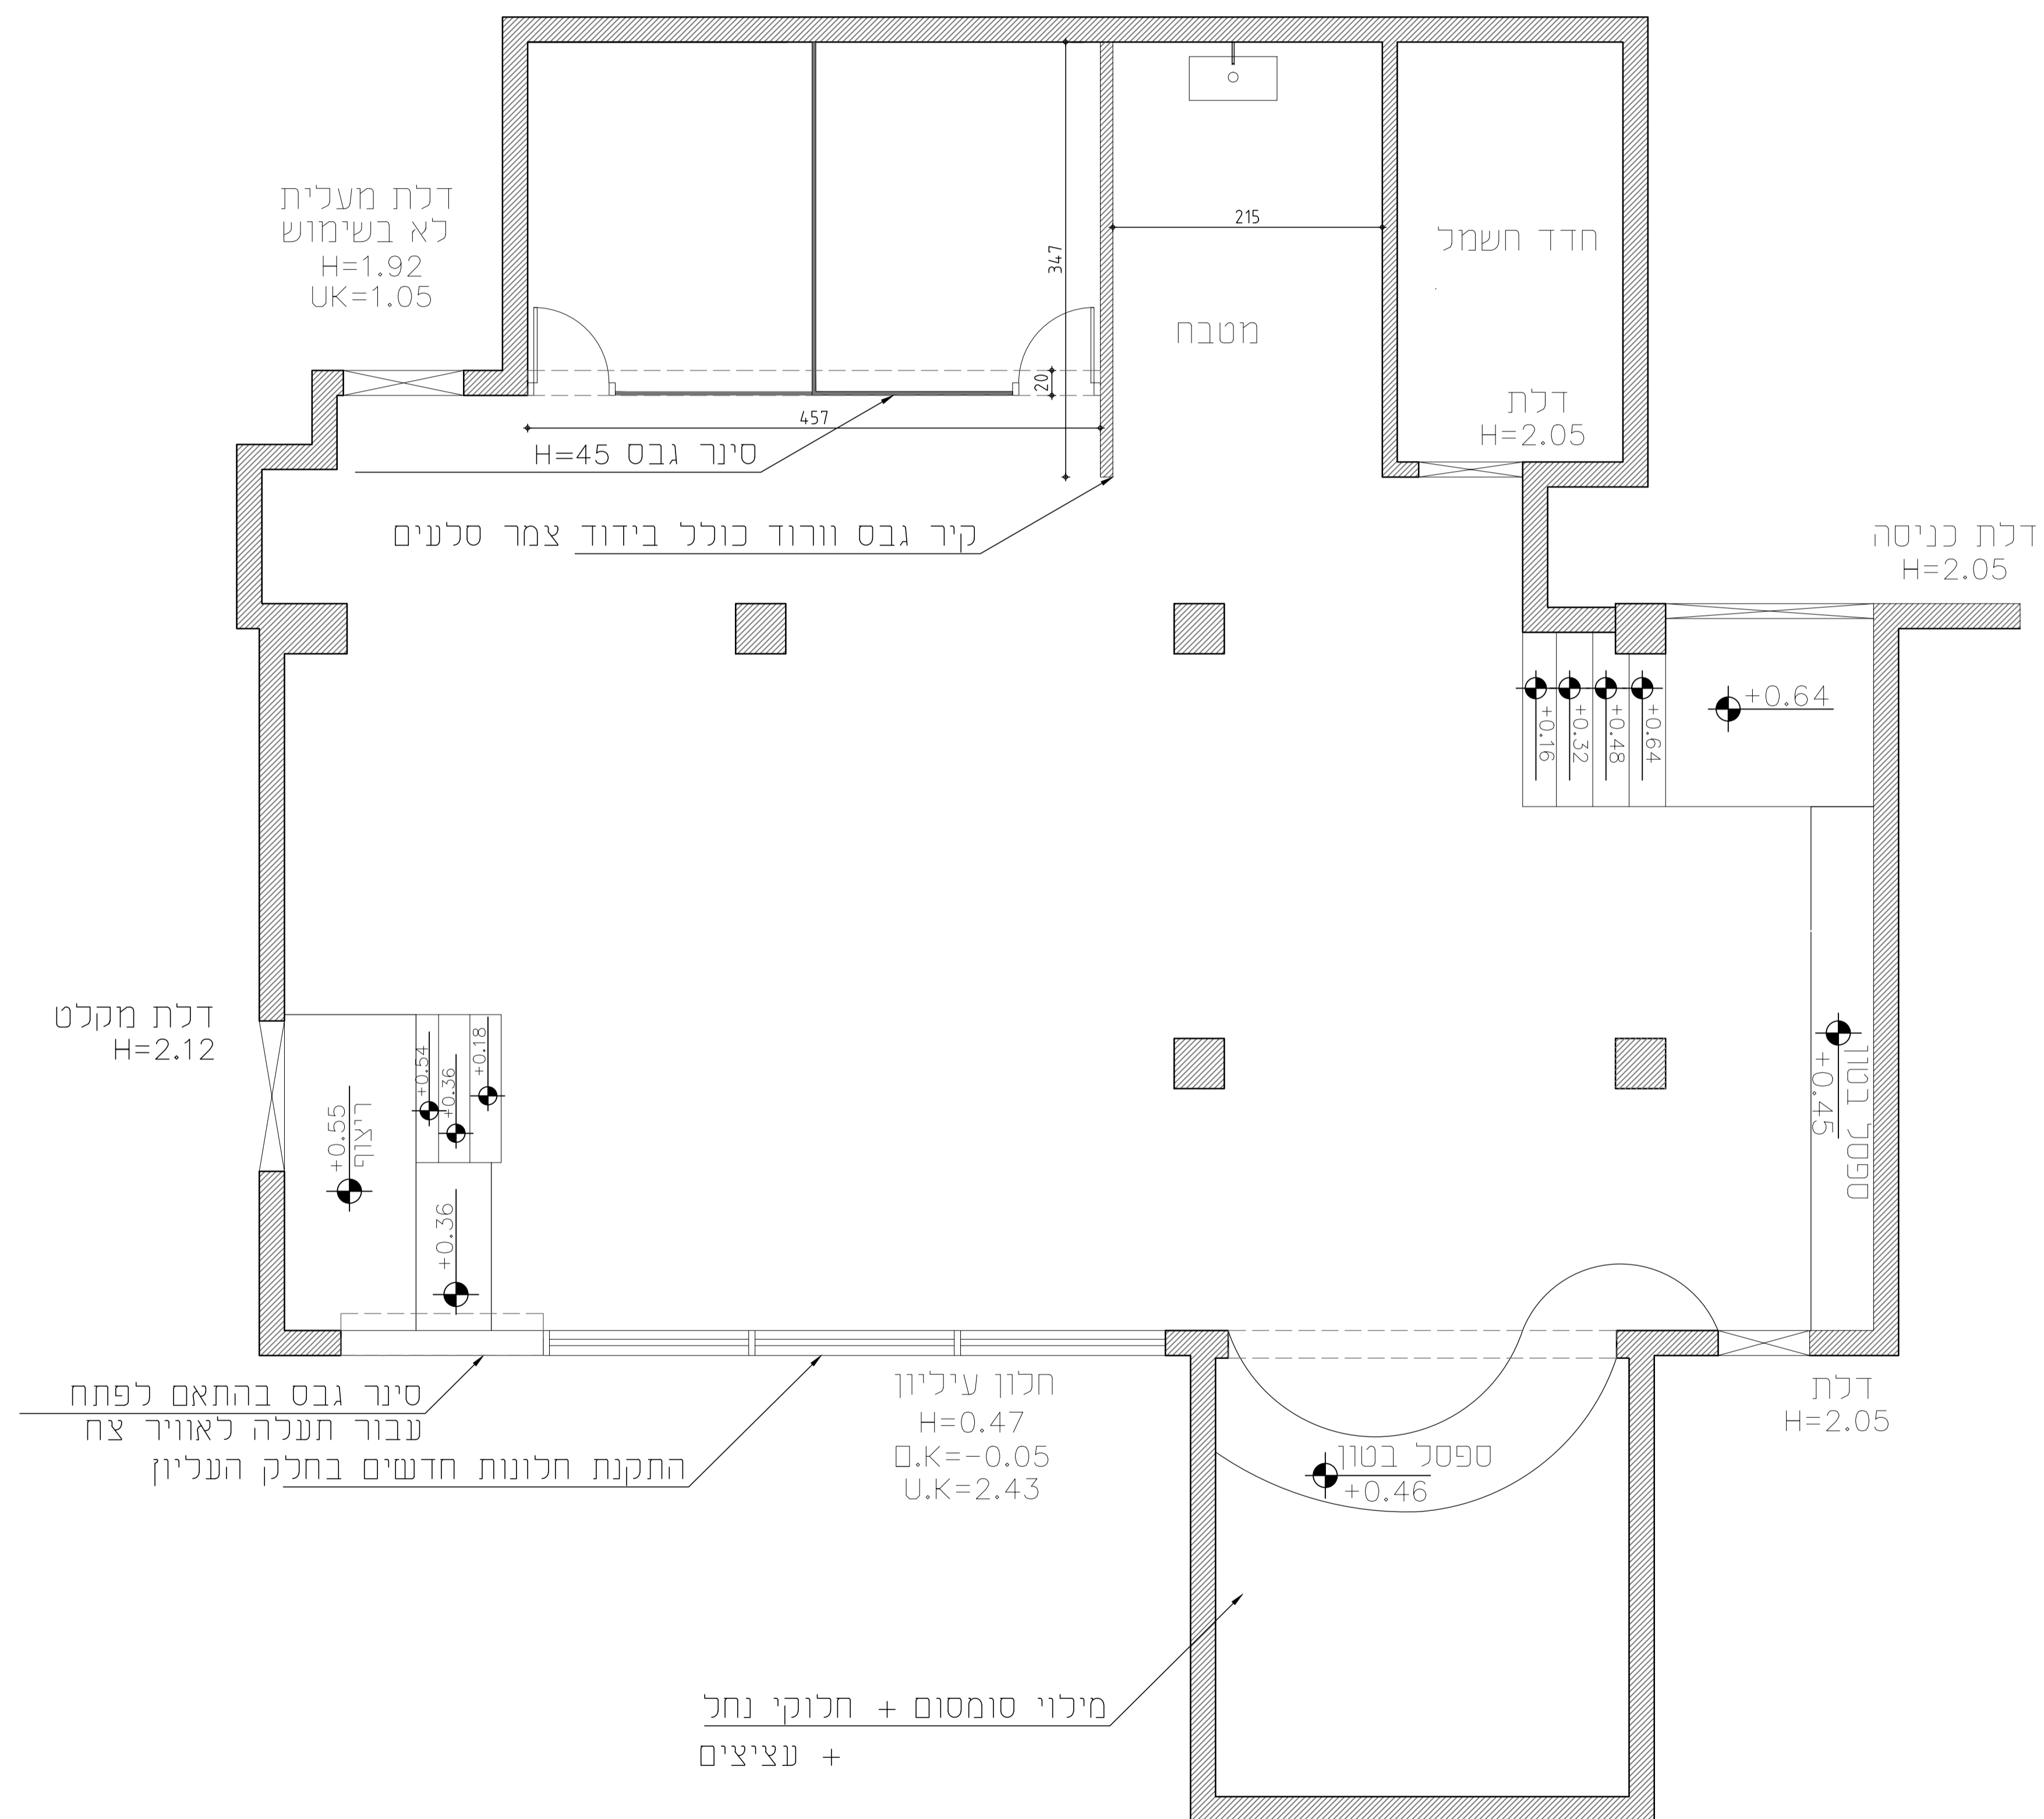 דלת מעלית
לא בשימוש
H=1.92
UK=1.05
215
347
חדד חשמל
מטבח
20
דלת
H=2.05
457
סינר גבס H=45
קיר גבס וורוד כולל בידוד צמר סלעים
דלת כניסה
H=2.05
+0.64
+0.16
+0.32
+0.48
+0.64
דלת מקלט
H=2.12
+0.54
+0.36
+0.18
+0.55
ריצוף
+0.36
ספסל בטון
+0.45
סינר גבס בהתאם לפתח
עבור תעלה לאוויר צח
התקנת חלונות חדשים בחלק העליון
חלון עיליון
H=0.47
O.K=-0.05
U.K=2.43
ספסל בטון
+0.46
דלת
H=2.05
מילוי סומסום + חלוקי נחל
+ עציצים